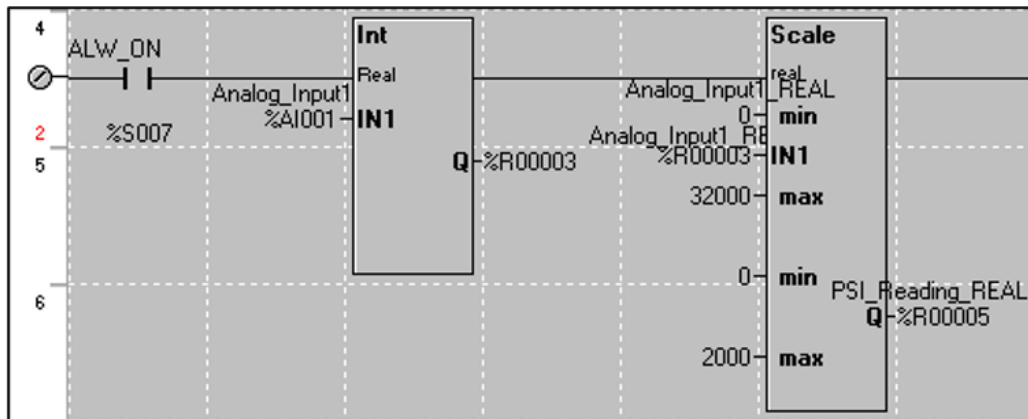 4
ALW_ON
%S007
2
5
6
Int
Real
Analog_Input1
%AI001
IN1
Q
%R00003
Scale
real
Analog_Input1_REAL
0
min
Analog_Input1_RE
%R00003
IN1
32000
max
0
min
PSI_Reading_REAL
Q
%R00005
2000
max